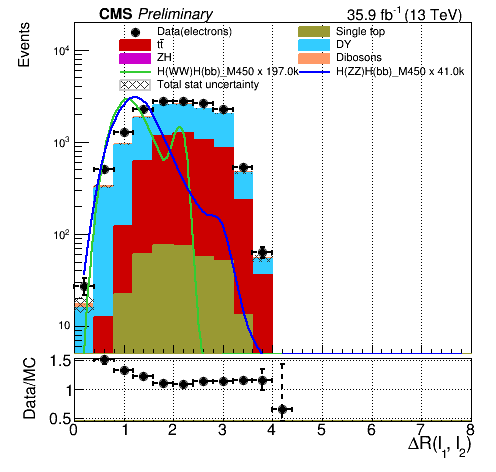 CMS Preliminary 35.9 fb⁻¹ (13 TeV)
Data(electrons) Single top
tt̄ DY
ZH Dibosons
H(WW)H(bb)_M450 x 197.0k H(ZZ)H(bb)_M450 x 41.0k
Total stat uncertainty
Events
10⁴
10³
10²
10
Data/MC
1.5
1
0.5
0 1 2 3 4 5 6 7 8
ΔR(l₁, l₂)